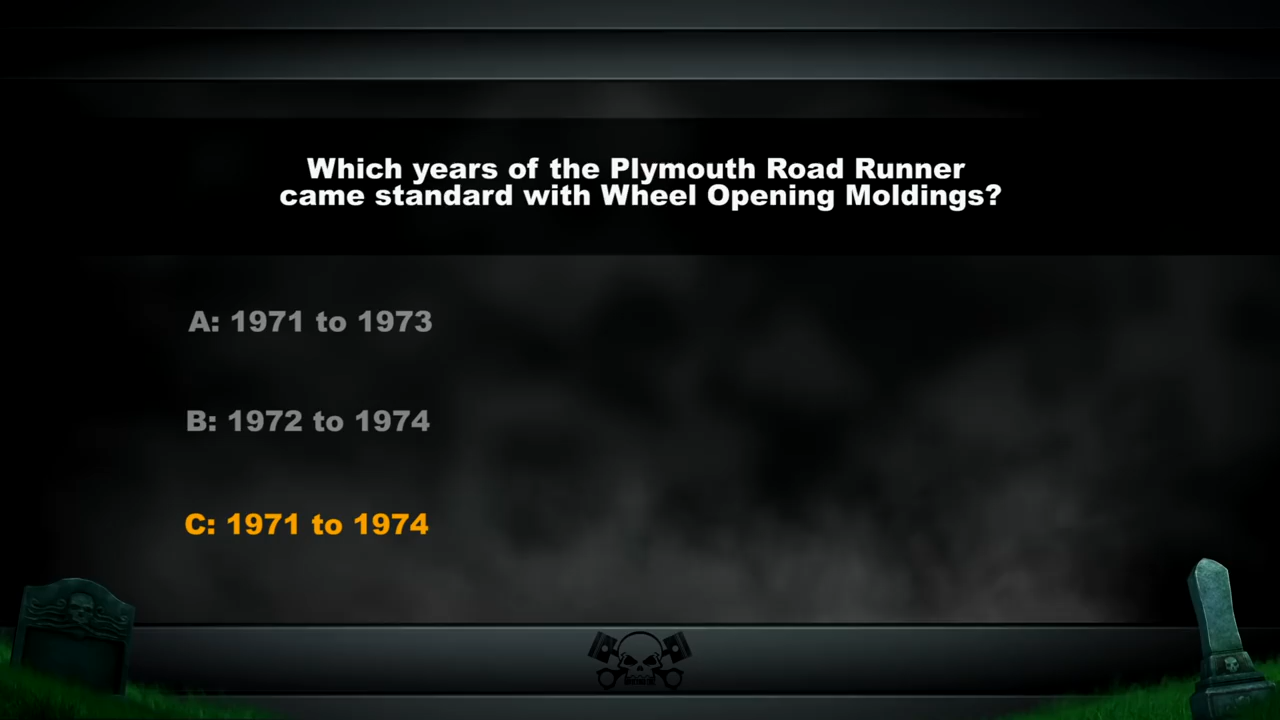 Which years of the Plymouth Road Runner
came standard with Wheel Opening Moldings?
A: 1971 to 1973
B: 1972 to 1974
C: 1971 to 1974